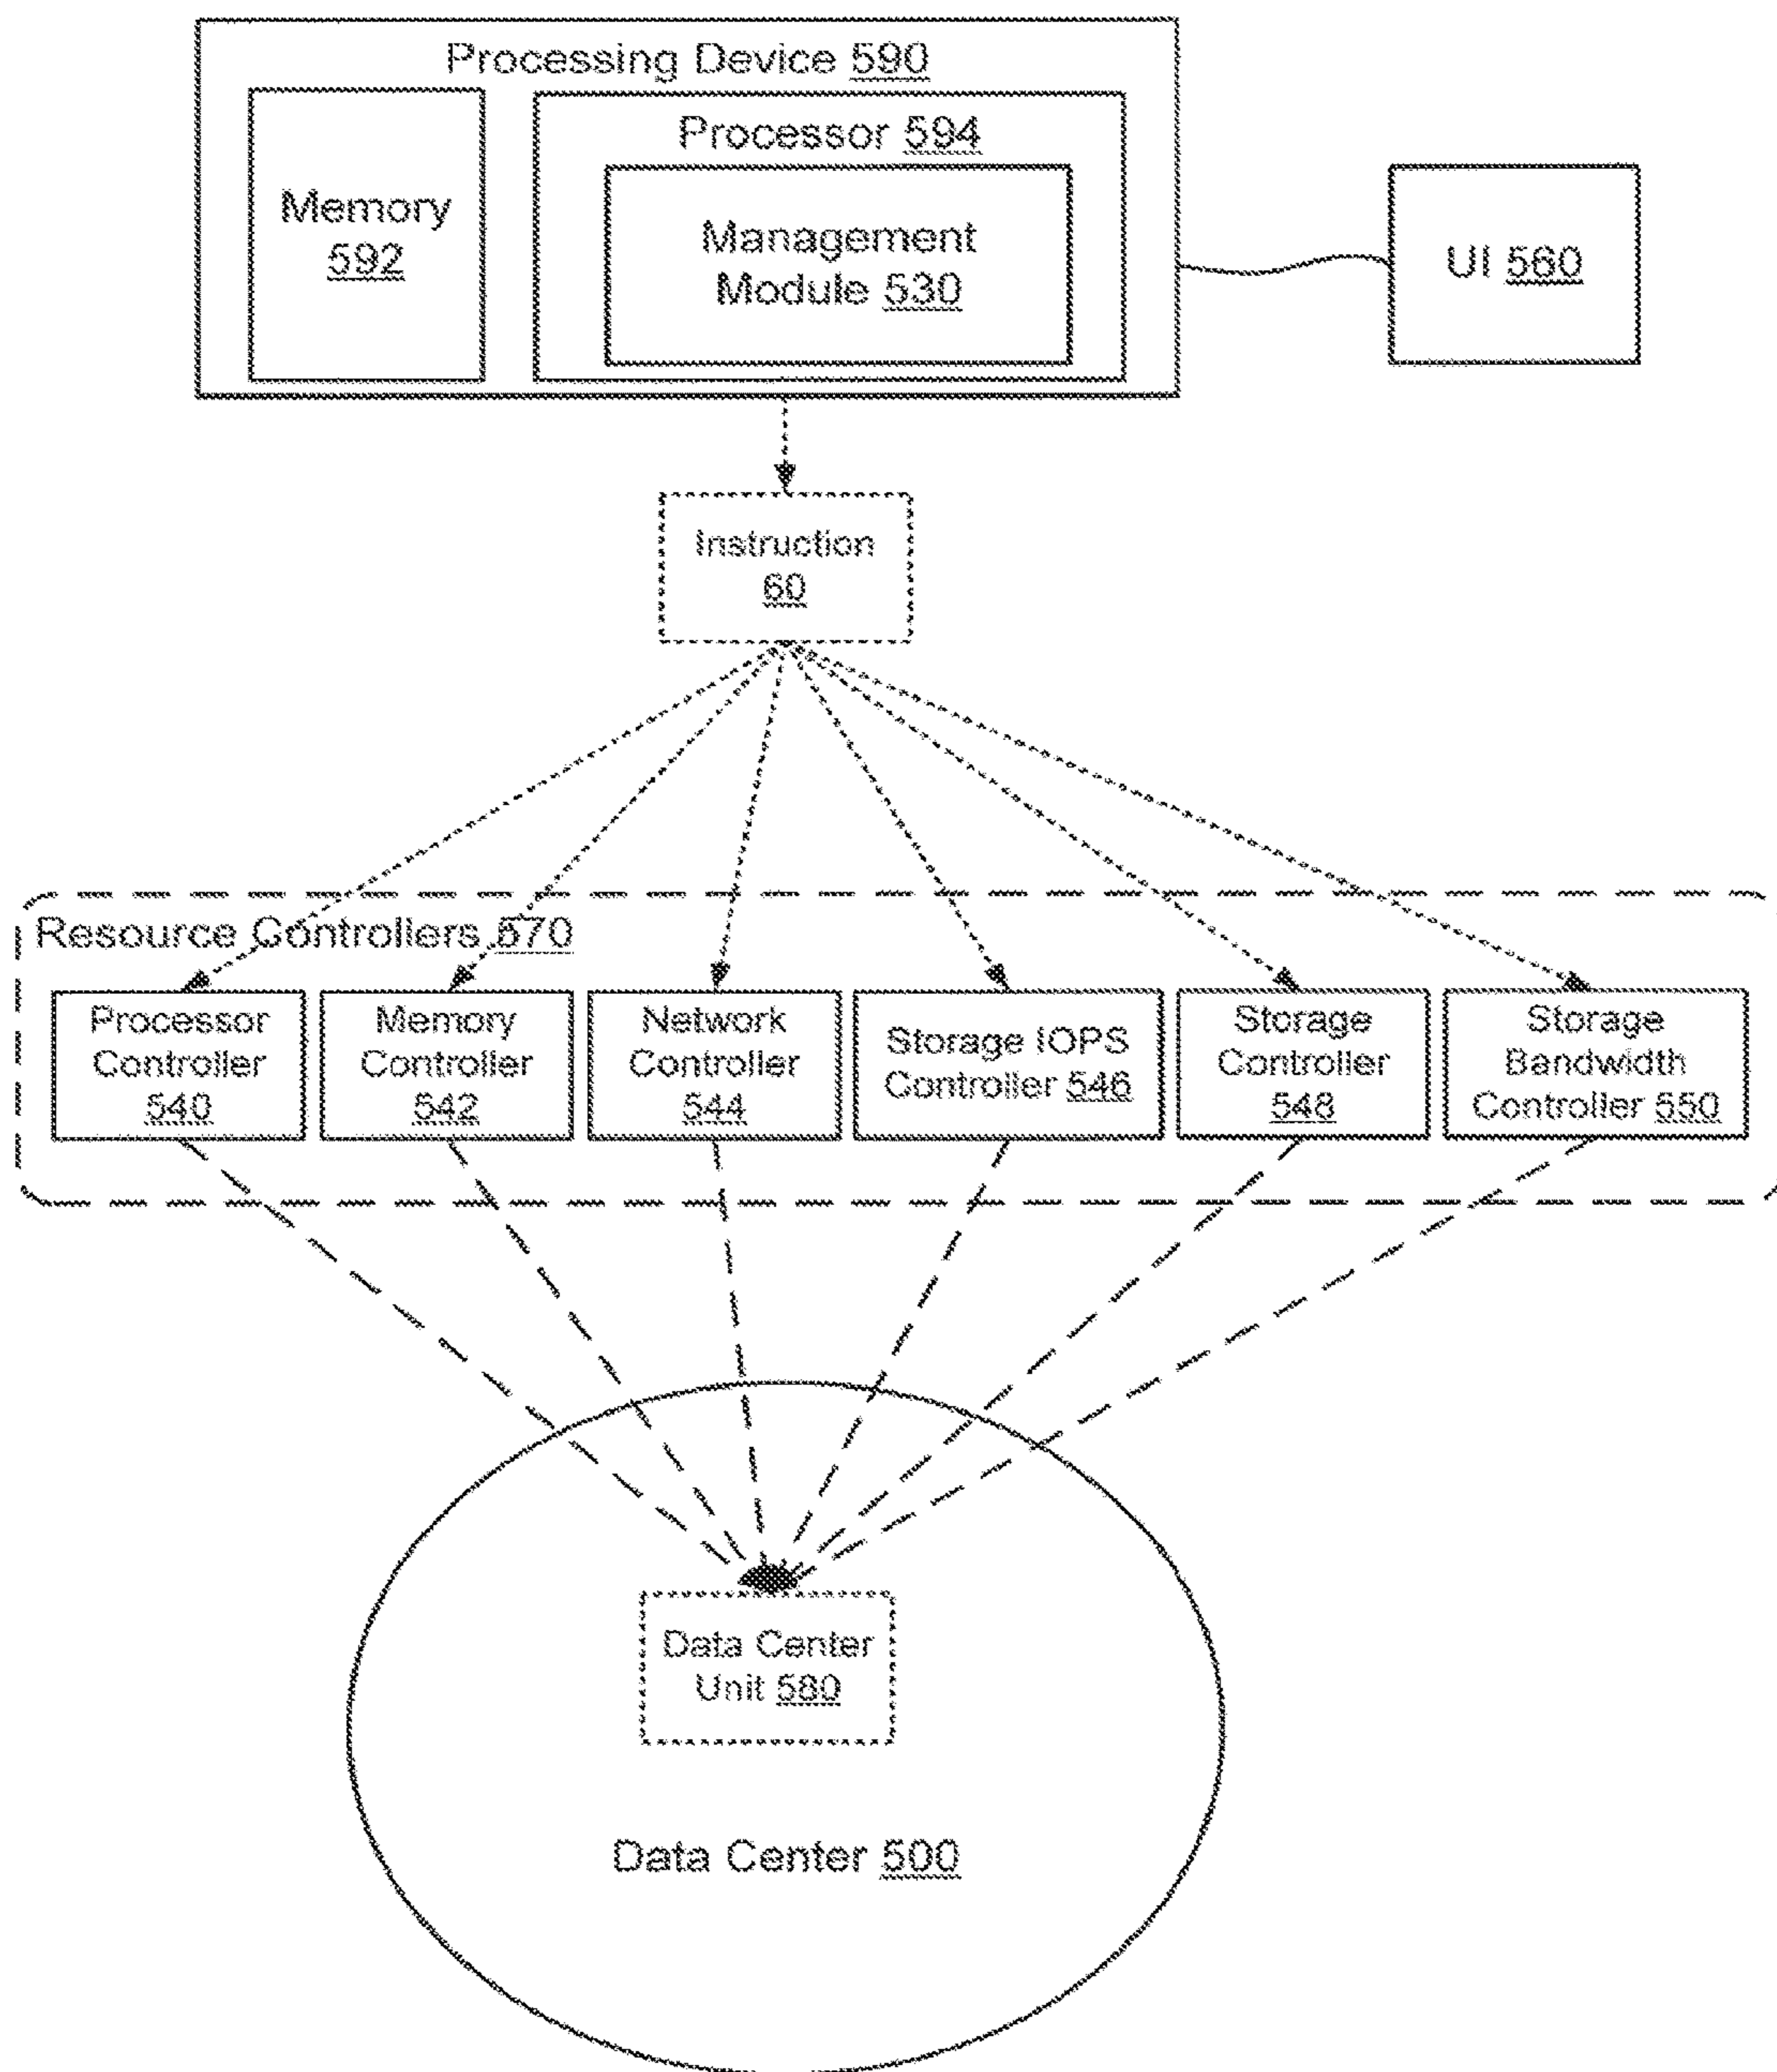 Processing Device 590
Memory
592
Processor 594
Management
Module 530
UI 560
Instruction
60
Resource Controllers 570
Processor
Controller
540
Memory
Controller
542
Network
Controller
544
Storage IOPS
Controller 546
Storage
Controller
548
Storage
Bandwidth
Controller 550
Data Center
Unit 580
Data Center 500